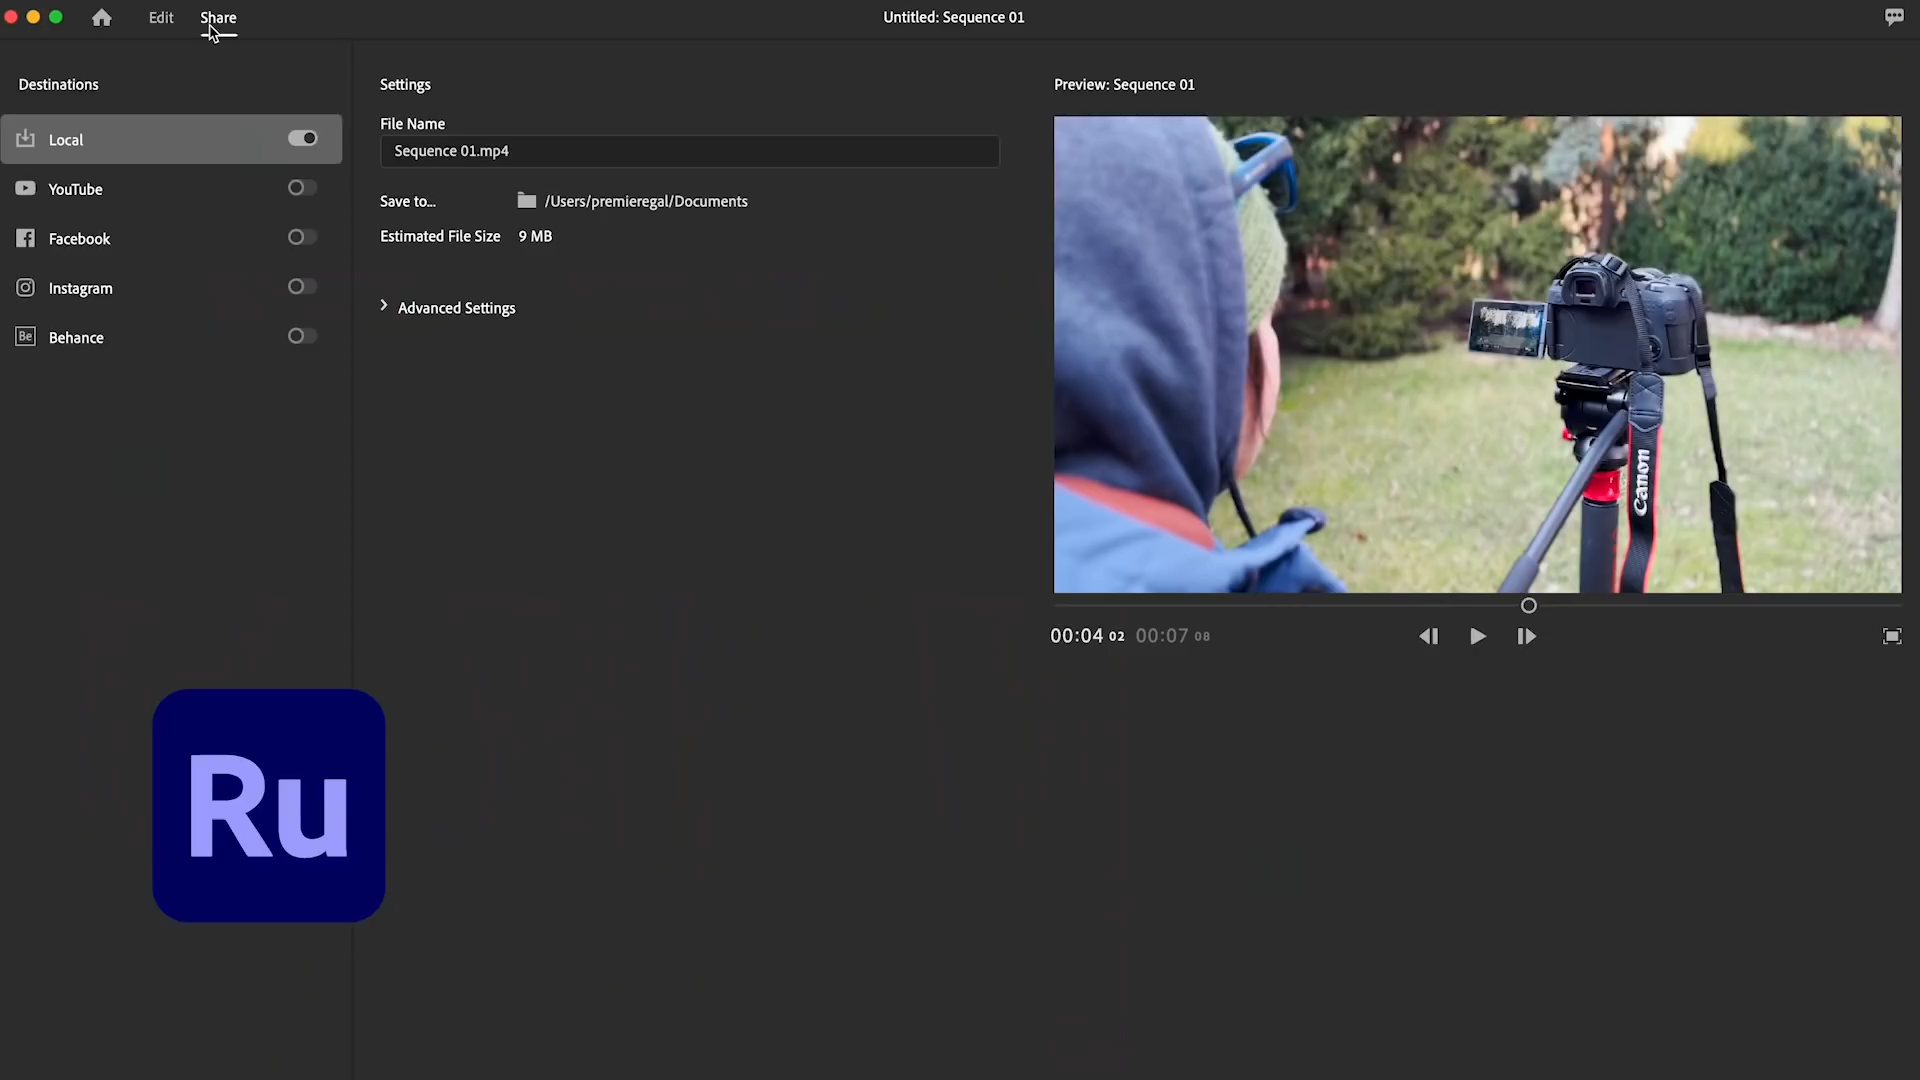 Edit Share
Untitled: Sequence 01
Destinations
Local
YouTube
Facebook
Instagram
Be Behance
Settings
File Name
Sequence 01.mp4
Save to... /Users/premieregal/Documents
Estimated File Size 9 MB
Advanced Settings
Preview: Sequence 01
Canon
00:04 02 00:07 08
Ru